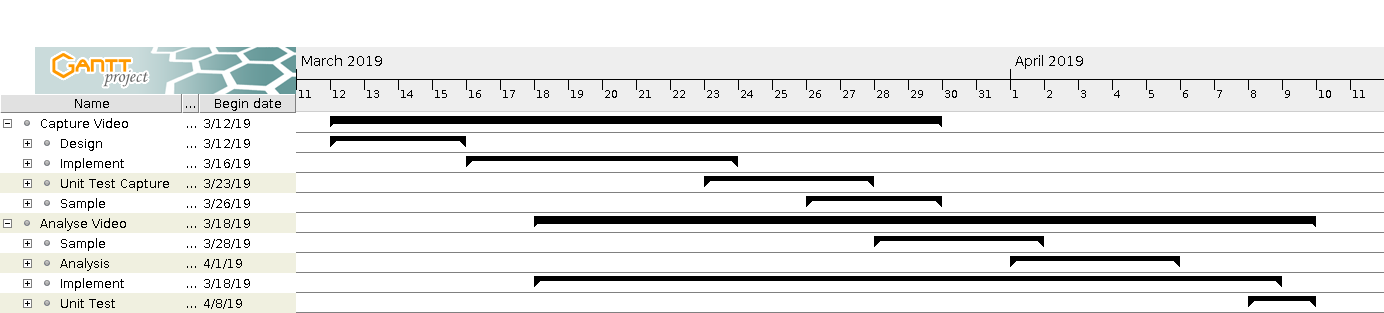 GANTT
project
March 2019 April 2019
11 12 13 14 15 16 17 18 19 20 21 22 23 24 25 26 27 28 29 30 31 1 2 3 4 5 6 7 8 9 10 11
Name ... Begin date
Capture Video ... 3/12/19
Design ... 3/12/19
Implement ... 3/16/19
Unit Test Capture ... 3/23/19
Sample ... 3/26/19
Analyse Video ... 3/18/19
Sample ... 3/28/19
Analysis ... 4/1/19
Implement ... 3/18/19
Unit Test ... 4/8/19